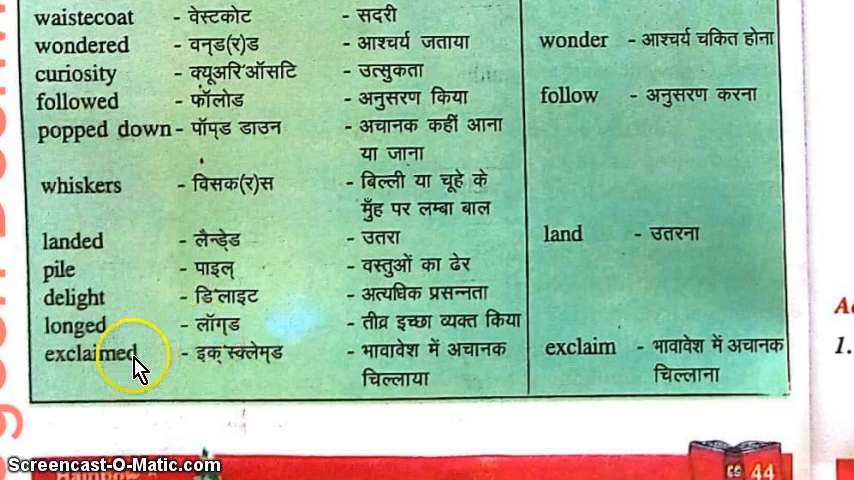 waistecoat - वेस्टकोट - सदरी
wondered - वन्ड(र)ड - आश्चर्य जताया wonder - आश्चर्य चकित होना
curiosity - क्यूअरि'ऑसटि - उत्सुकता
followed - फॉलोड - अनुसरण किया follow - अनुसरण करना
popped down - पॉप्ड डाउन - अचानक कहीं आना
या जाना
whiskers - विसक(र)स - बिल्ली या चूहे के
मुँह पर लम्बा बाल
landed - लैन्ड्ेड - उतरा land - उतरना
pile - पाइल् - वस्तुओं का ढेर
delight - डि'लाइट - अत्यधिक प्रसन्नता
longed - लॉग्ड - तीव्र इच्छा व्यक्त किया
exclaimed - इक्'स्क्लेम्ड - भावावेश में अचानक exclaim - भावावेश में अचानक
चिल्लाया चिल्लाना
1.
44
Screencast-O-Matic.com